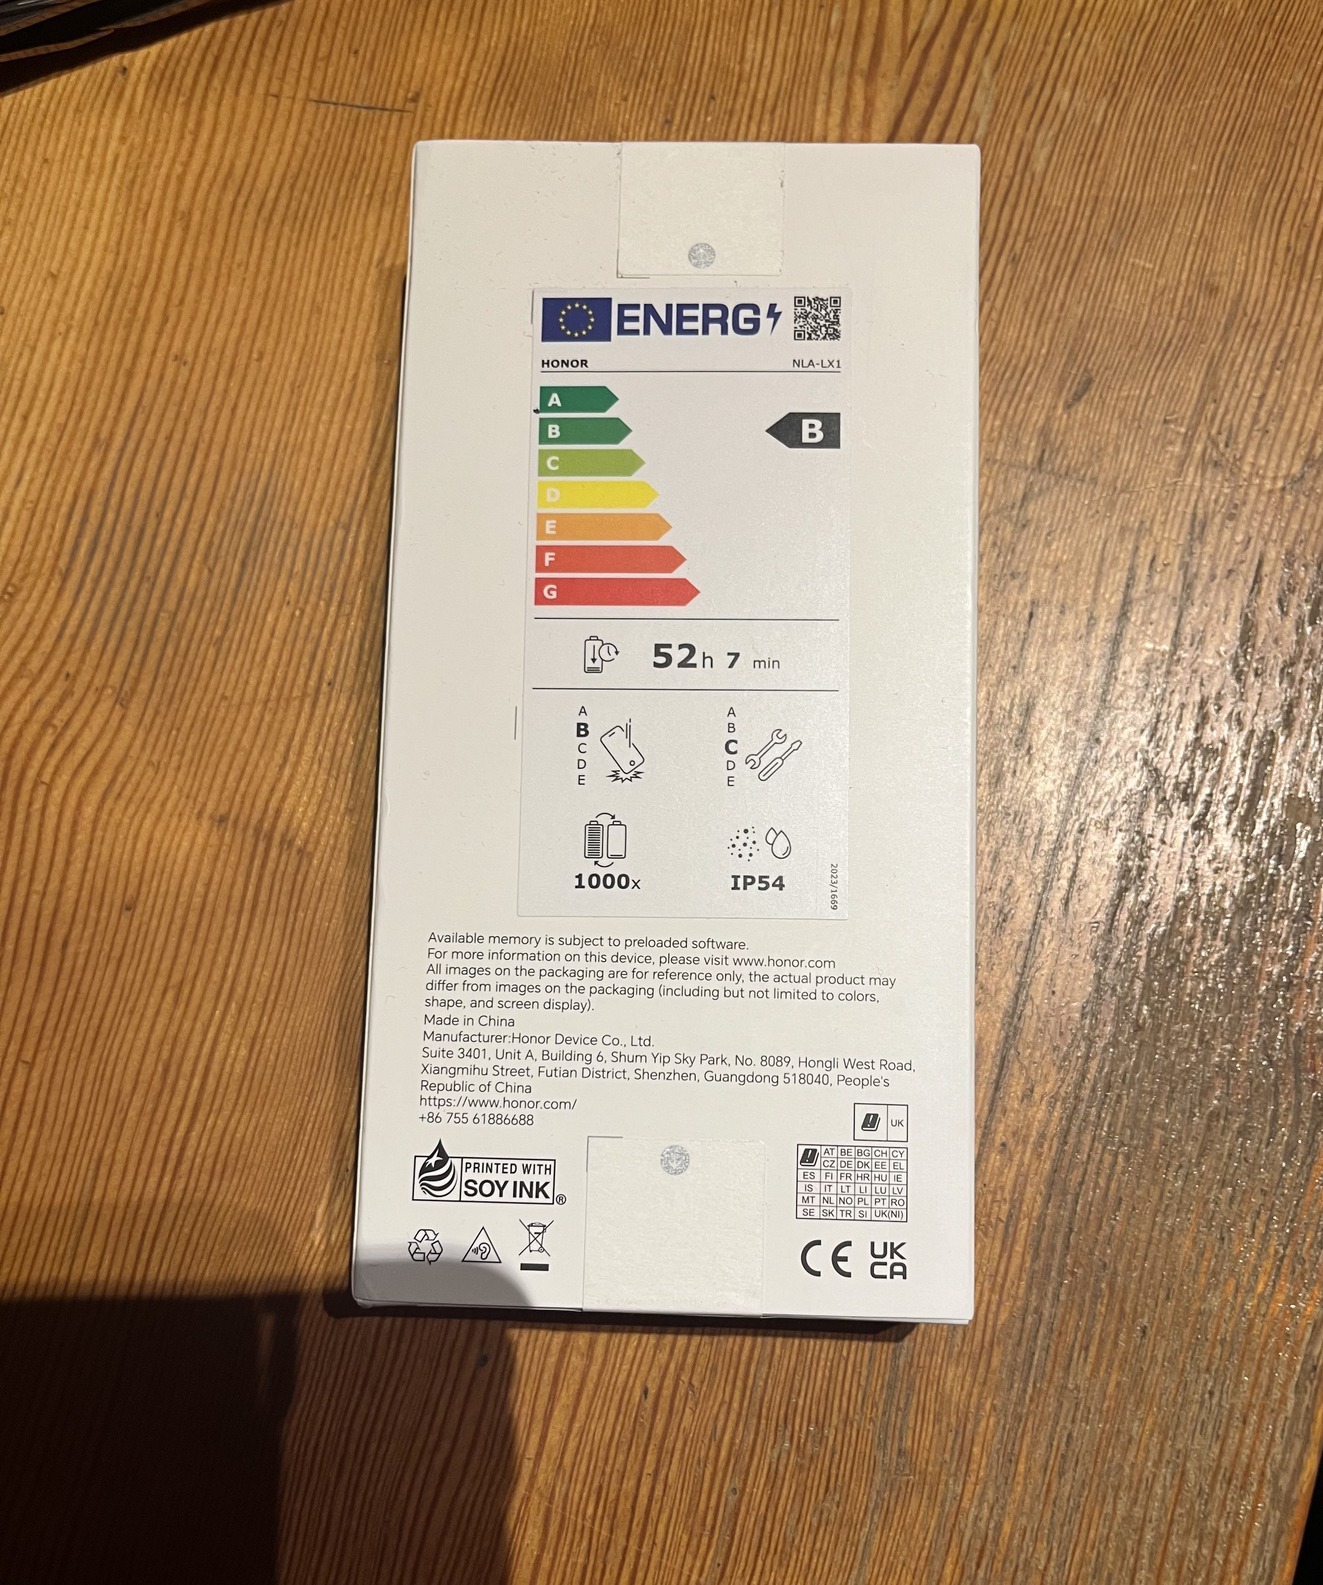 ENERG
HONOR NLA-LX1
A
B
B
C
D
E
F
G
52h 7 min
A
B
C
D
E
A
B
C
D
E
1000x
IP54
2023/1669
Available memory is subject to preloaded software.
For more information on this device, please visit www.honor.com
All images on the packaging are for reference only, the actual product may
differ from images on the packaging (including but not limited to colors,
shape, and screen display).
Made in China
Manufacturer:Honor Device Co., Ltd.
Suite 3401, Unit A, Building 6, Shum Yip Sky Park, No. 8089, Hongli West Road,
Xiangmihu Street, Futian District, Shenzhen, Guangdong 518040, People's
Republic of China
https://www.honor.com/
+86 755 61886688
UK
AT BE BG CH CY
CZ DE DK EE EL
ES FI FR HR HU IE
IS IT LT LI LU LV
MT NL NO PL PT RO
SE SK TR SI UK(NI)
PRINTED WITH
SOY INK®
CE
UK
CA